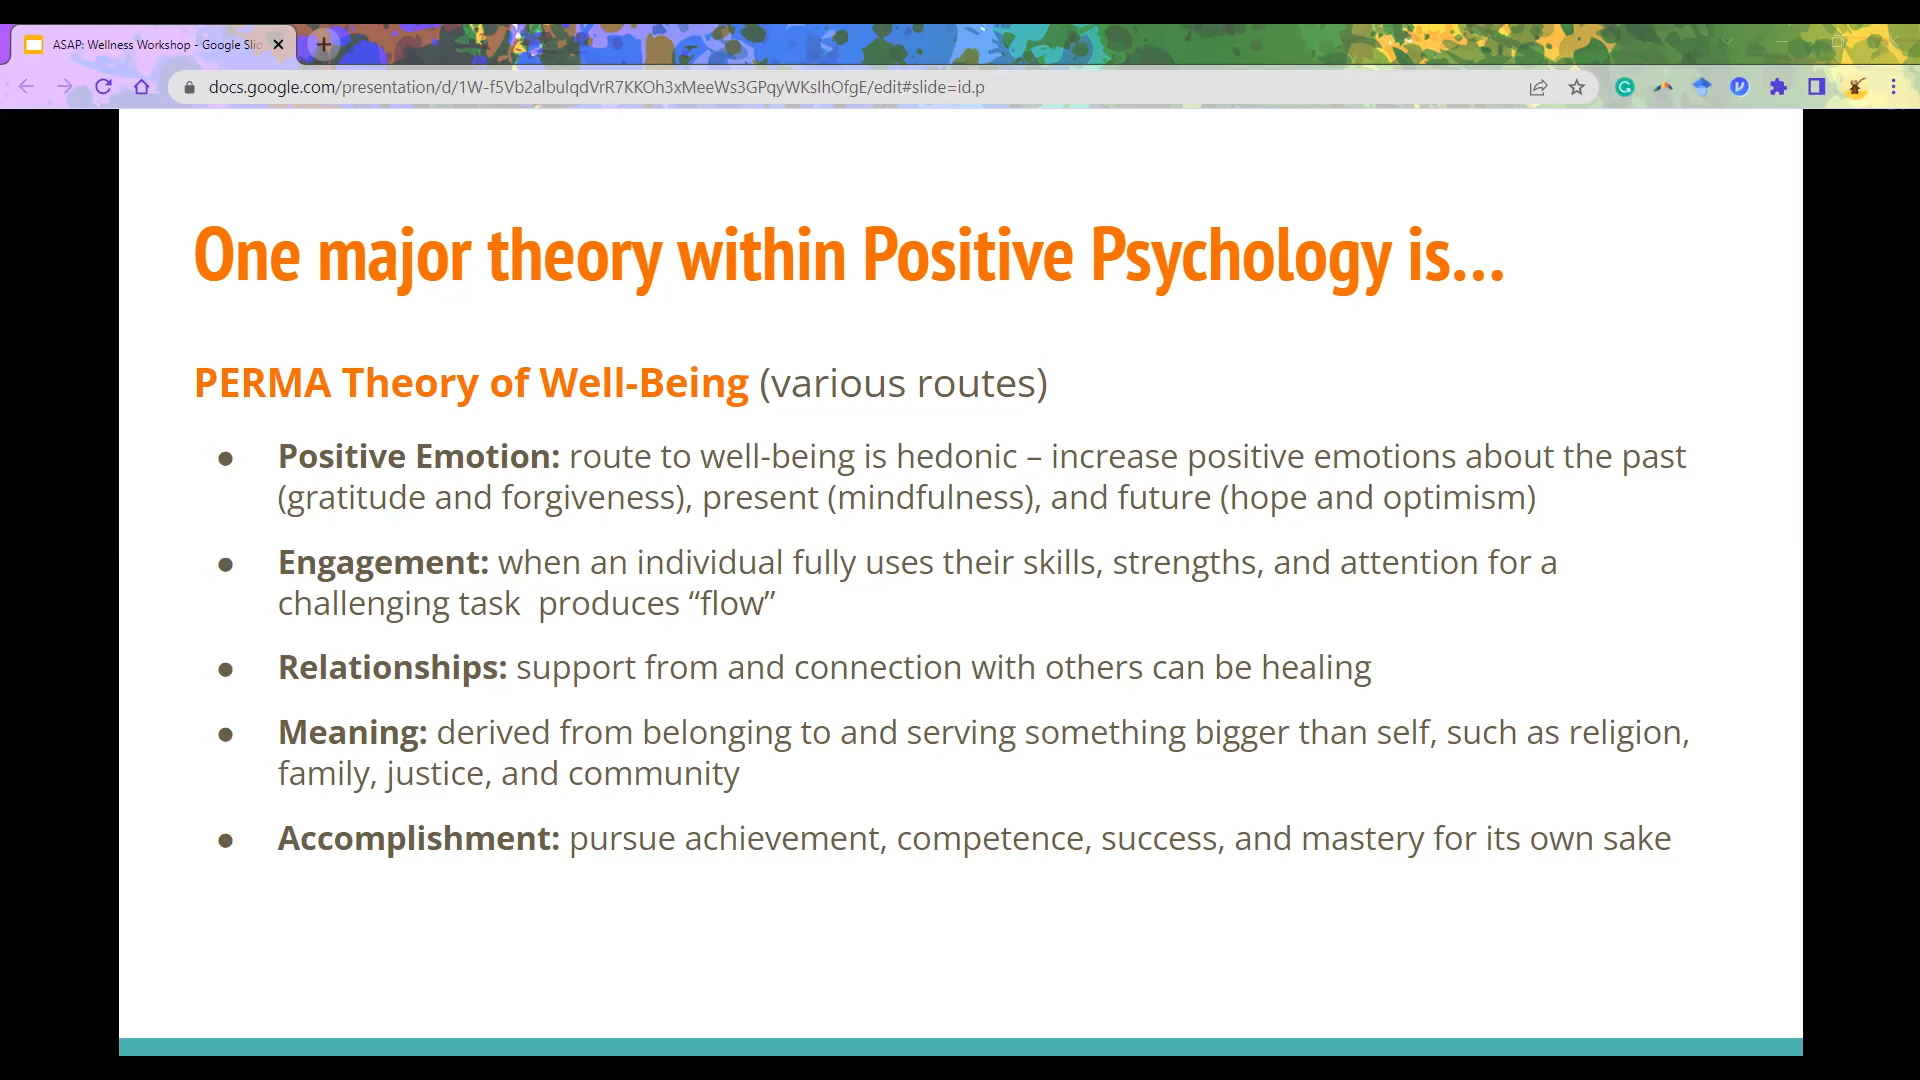 ASAP: Wellness Workshop - Google Slid
docs.google.com/presentation/d/1W-f5Vb2albulqdVrR7KKOh3xMeeWs3GPqyWKsIhOfgE/edit#slide=id.p
One major theory within Positive Psychology is...
PERMA Theory of Well-Being (various routes)
● Positive Emotion: route to well-being is hedonic – increase positive emotions about the past
(gratitude and forgiveness), present (mindfulness), and future (hope and optimism)
● Engagement: when an individual fully uses their skills, strengths, and attention for a
challenging task  produces “flow”
● Relationships: support from and connection with others can be healing
● Meaning: derived from belonging to and serving something bigger than self, such as religion,
family, justice, and community
● Accomplishment: pursue achievement, competence, success, and mastery for its own sake